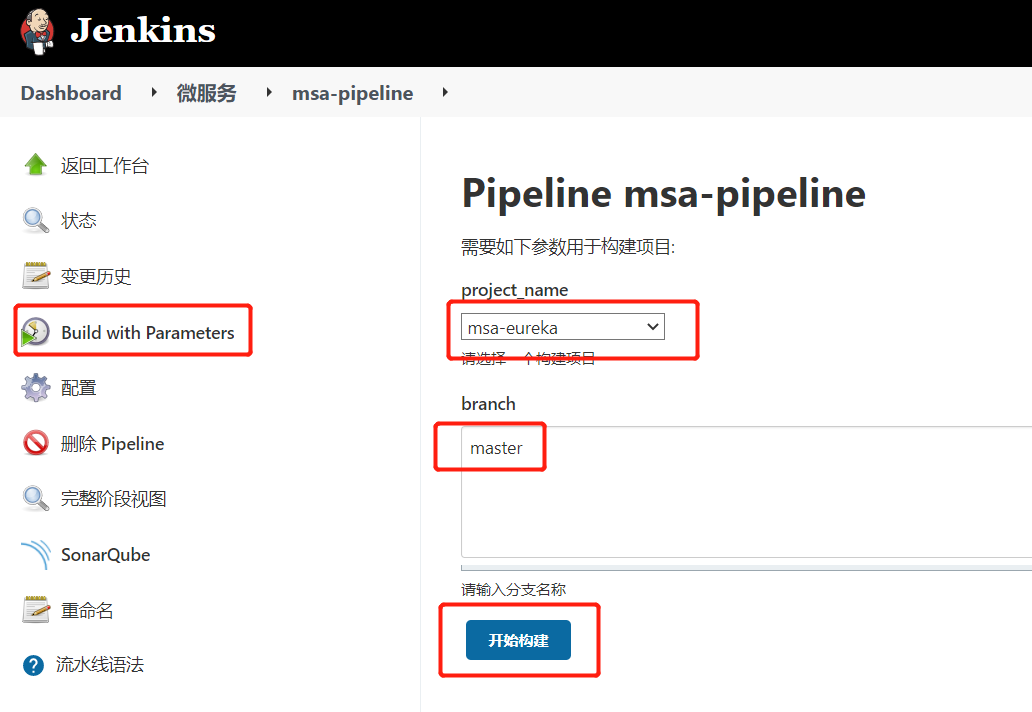 Jenkins
Dashboard 微服务 msa-pipeline
返回工作台
状态
变更历史
Build with Parameters
配置
删除 Pipeline
完整阶段视图
SonarQube
重命名
流水线语法
Pipeline msa-pipeline
需要如下参数用于构建项目:
project_name
msa-eureka
请选择一个构建项目
branch
master
请输入分支名称
开始构建